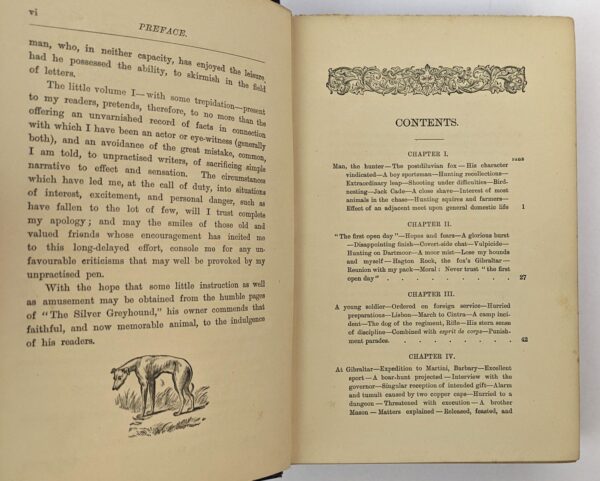 vi
PREFACE.
man, who, in neither capacity, has enjoyed the leisure,
had he possessed the ability, to skirmish in the field
of letters.
The little volume I—with some trepidation—present
to my readers, pretends, therefore, to no more than the
offering an unvarnished record of facts in connection
with which I have been an actor or eye-witness (generally
both), and an avoidance of the great mistake, common,
I am told, to unpractised writers, of sacrificing simple
narrative to effect and sensation. The circumstances
which have led me, at the call of duty, into situations
of interest, excitement, and personal danger, such as
have fallen to the lot of few, will I trust complete
my apology; and may the smiles of those old and
valued friends whose encouragement has incited me
to this long-delayed effort, console me for any un-
favourable criticisms that may well be provoked by my
unpractised pen.
With the hope that some little instruction as well
as amusement may be obtained from the humble pages
of "The Silver Greyhound," his owner commends that
faithful, and now memorable animal, to the indulgence
of his readers.
CONTENTS.
CHAPTER I.
PAGE
Man, the hunter—The postdiluvian fox—His character
vindicated—A boy sportsman—Hunting recollections—
Extraordinary leap—Shooting under difficulties—Bird-
nesting—Jack Cade—A close shave—Interest of most
animals in the chase—Hunting squires and farmers—
Effect of an adjacent meet upon general domestic life 1
CHAPTER II.
"The first open day"—Hopes and fears—A glorious burst
—Disappointing finish—Covert-side chat—Vulpicide—
Hunting on Dartmoor—A moor mist—Lose my hounds
and myself—Hagton Rock, the fox's Gibraltar—
Reunion with my pack—Moral: Never trust "the first
open day" . . . . . . . . . 27
CHAPTER III.
A young soldier—Ordered on foreign service—Hurried
preparations—Lisbon—March to Cintra—A camp inci-
dent—The dog of the regiment, Rifle—His stern sense
of discipline—Combined with esprit de corps—Punish-
ment parades. . . . . . . . . 42
CHAPTER IV.
At Gibraltar—Expedition to Martini, Barbary—Excellent
sport—A boar-hunt projected—Interview with the
governor—Singular reception of intended gift—Alarm
and tumult caused by two copper caps—Hurried to a
dungeon—Threatened with execution—A brother
Mason—Matters explained—Released, feasted, and